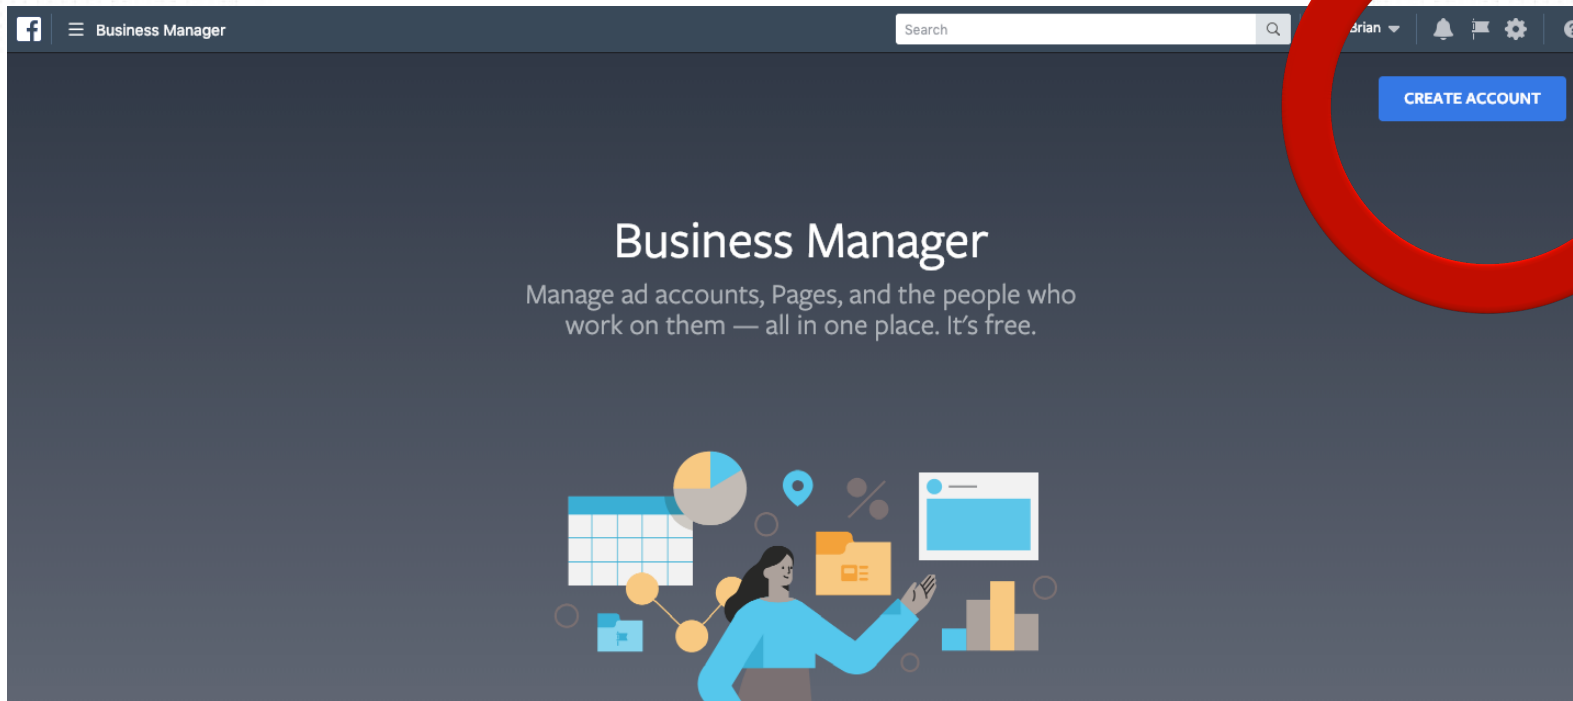 Business Manager
Search
Brian
CREATE ACCOUNT
Business Manager
Manage ad accounts, Pages, and the people who
work on them — all in one place. It's free.